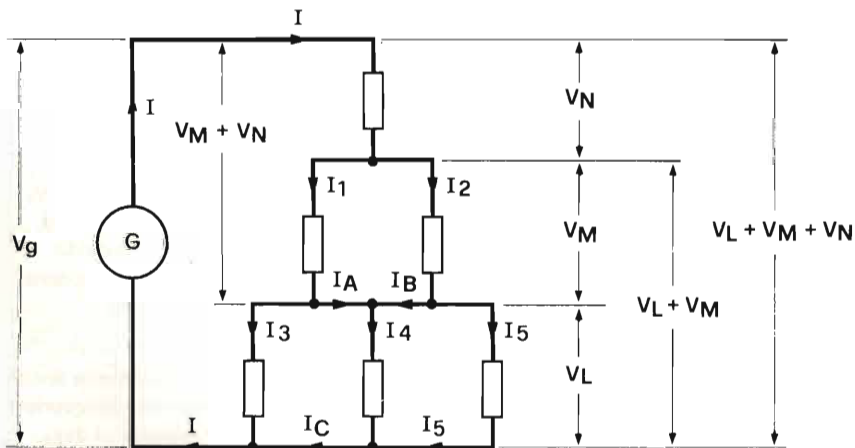 I
I
VN
VM + VN
I1
I2
Vg
G
VM
VL + VM + VN
IA
IB
VL + VM
I3
I4
I5
VL
I
IC
I5